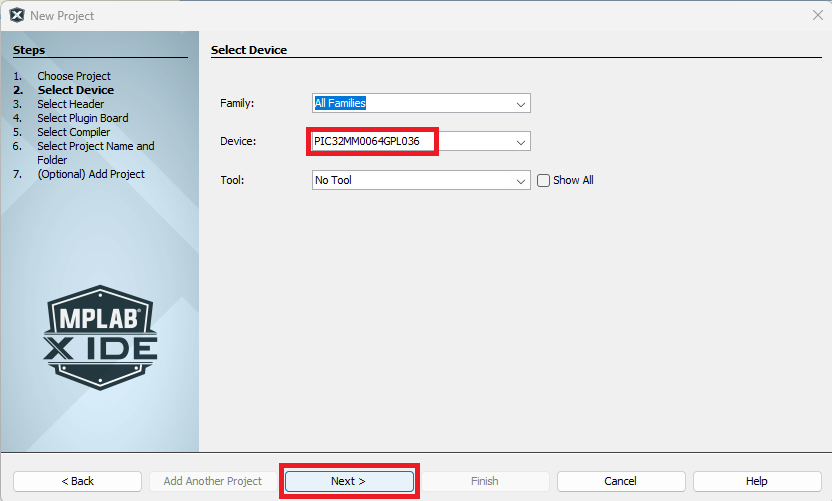 New Project
Steps
1. Choose Project
2. Select Device
3. Select Header
4. Select Plugin Board
5. Select Compiler
6. Select Project Name and
Folder
7. (Optional) Add Project
MPLAB®
X IDE
Select Device
Family: All Families
Device: PIC32MM0064GPL036
Tool: No Tool Show All
< Back Add Another Project Next > Finish Cancel Help